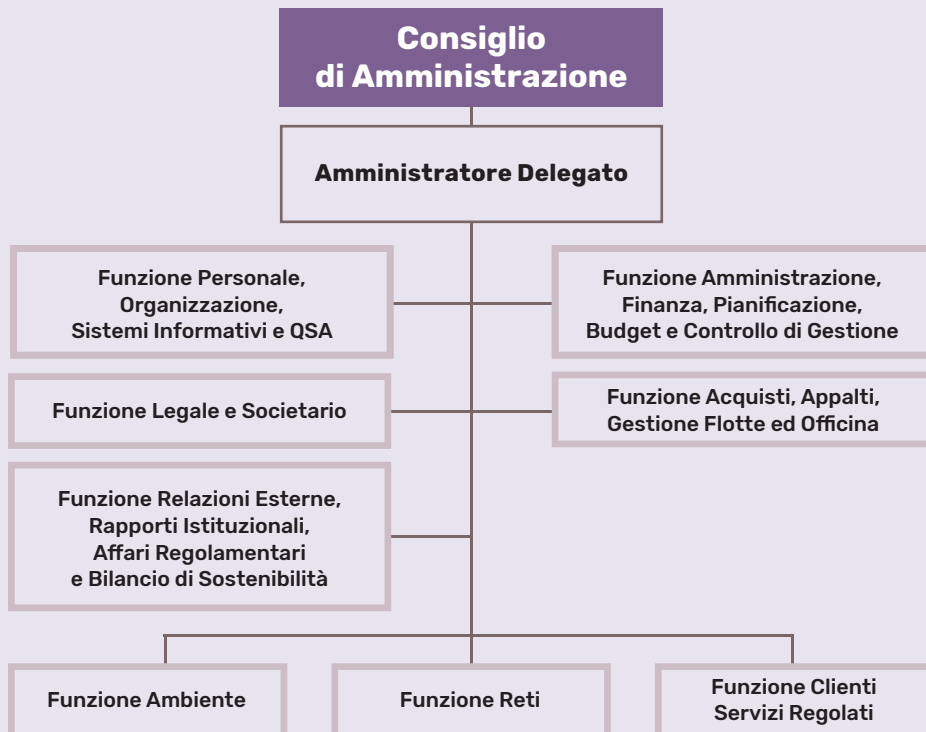 Consiglio
di Amministrazione
Amministratore Delegato
Funzione Personale,
Organizzazione,
Sistemi Informativi e QSA
Funzione Amministrazione,
Finanza, Pianificazione,
Budget e Controllo di Gestione
Funzione Legale e Societario
Funzione Acquisti, Appalti,
Gestione Flotte ed Officina
Funzione Relazioni Esterne,
Rapporti Istituzionali,
Affari Regolamentari
e Bilancio di Sostenibilità
Funzione Ambiente
Funzione Reti
Funzione Clienti
Servizi Regolati